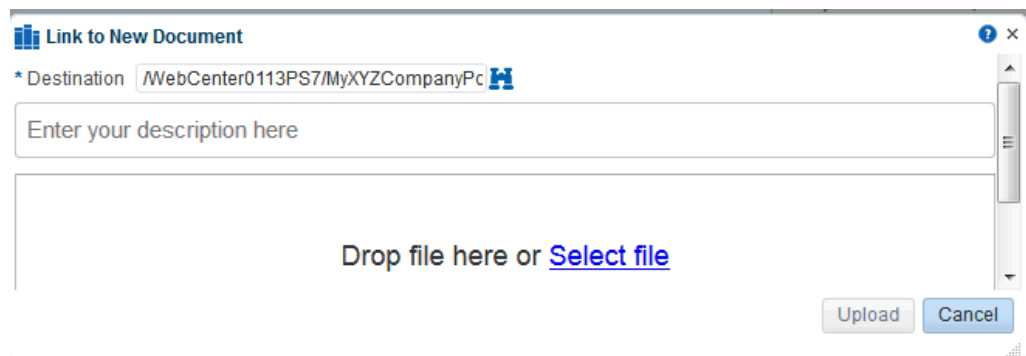 Link to New Document
* Destination /WebCenter0113PS7/MyXYZCompanyPc
Enter your description here
Drop file here or Select file
Upload Cancel